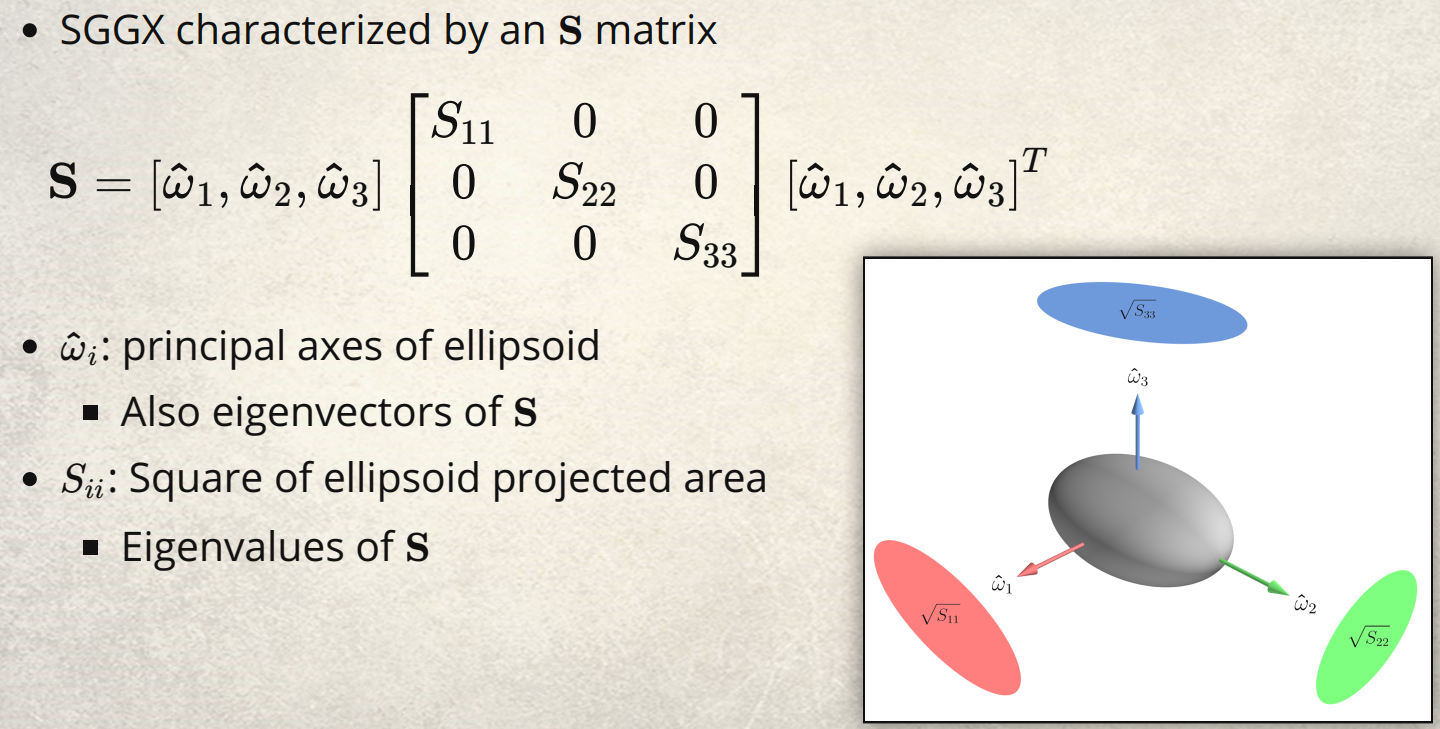 • SGGX characterized by an **S** matrix
$\mathbf{S} = [\hat{\omega}_1, \hat{\omega}_2, \hat{\omega}_3] \begin{bmatrix} S_{11} & 0 & 0 \\ 0 & S_{22} & 0 \\ 0 & 0 & S_{33} \end{bmatrix} [\hat{\omega}_1, \hat{\omega}_2, \hat{\omega}_3]^T$
• $\hat{\omega}_i$: principal axes of ellipsoid
▪ Also eigenvectors of **S**
• $S_{ii}$: Square of ellipsoid projected area
▪ Eigenvalues of **S**
$\sqrt{S_{33}}$
$\hat{\omega}_3$
$\hat{\omega}_1$
$\hat{\omega}_2$
$\sqrt{S_{11}}$
$\sqrt{S_{22}}$